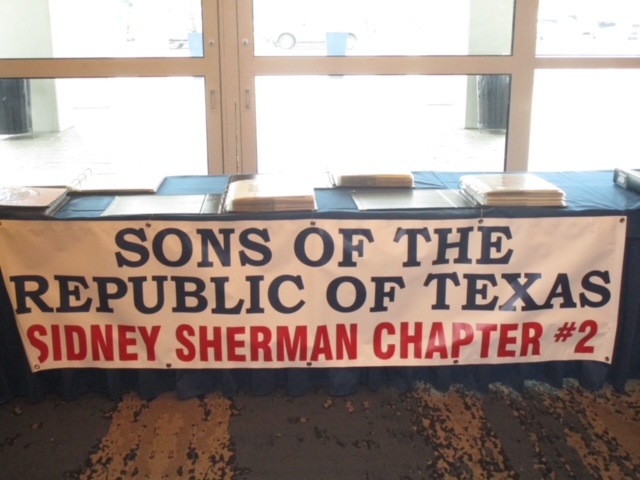 SONS OF THE
REPUBLIC OF TEXAS
SIDNEY SHERMAN CHAPTER #2